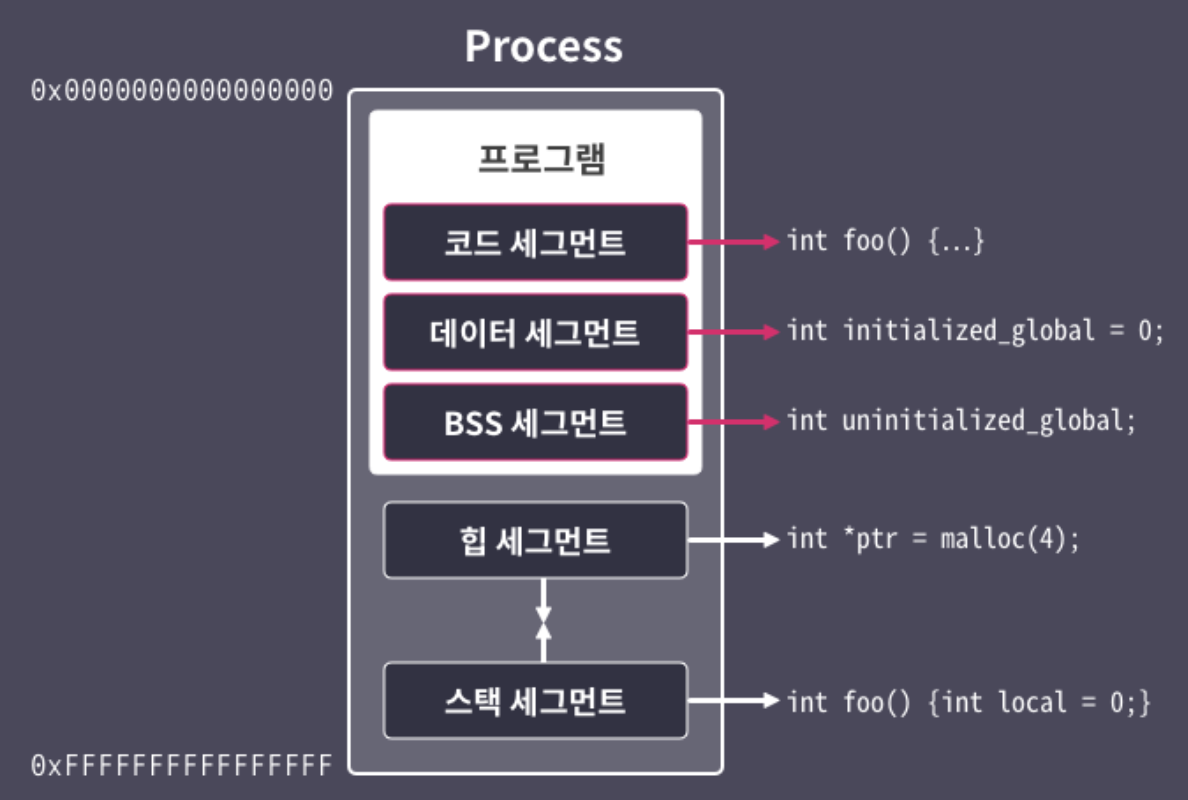 Process
0x0000000000000000
프로그램
코드 세그먼트
int foo() {...}
데이터 세그먼트
int initialized_global = 0;
BSS 세그먼트
int uninitialized_global;
힙 세그먼트
int *ptr = malloc(4);
스택 세그먼트
int foo() {int local = 0;}
0xFFFFFFFFFFFFFFFF